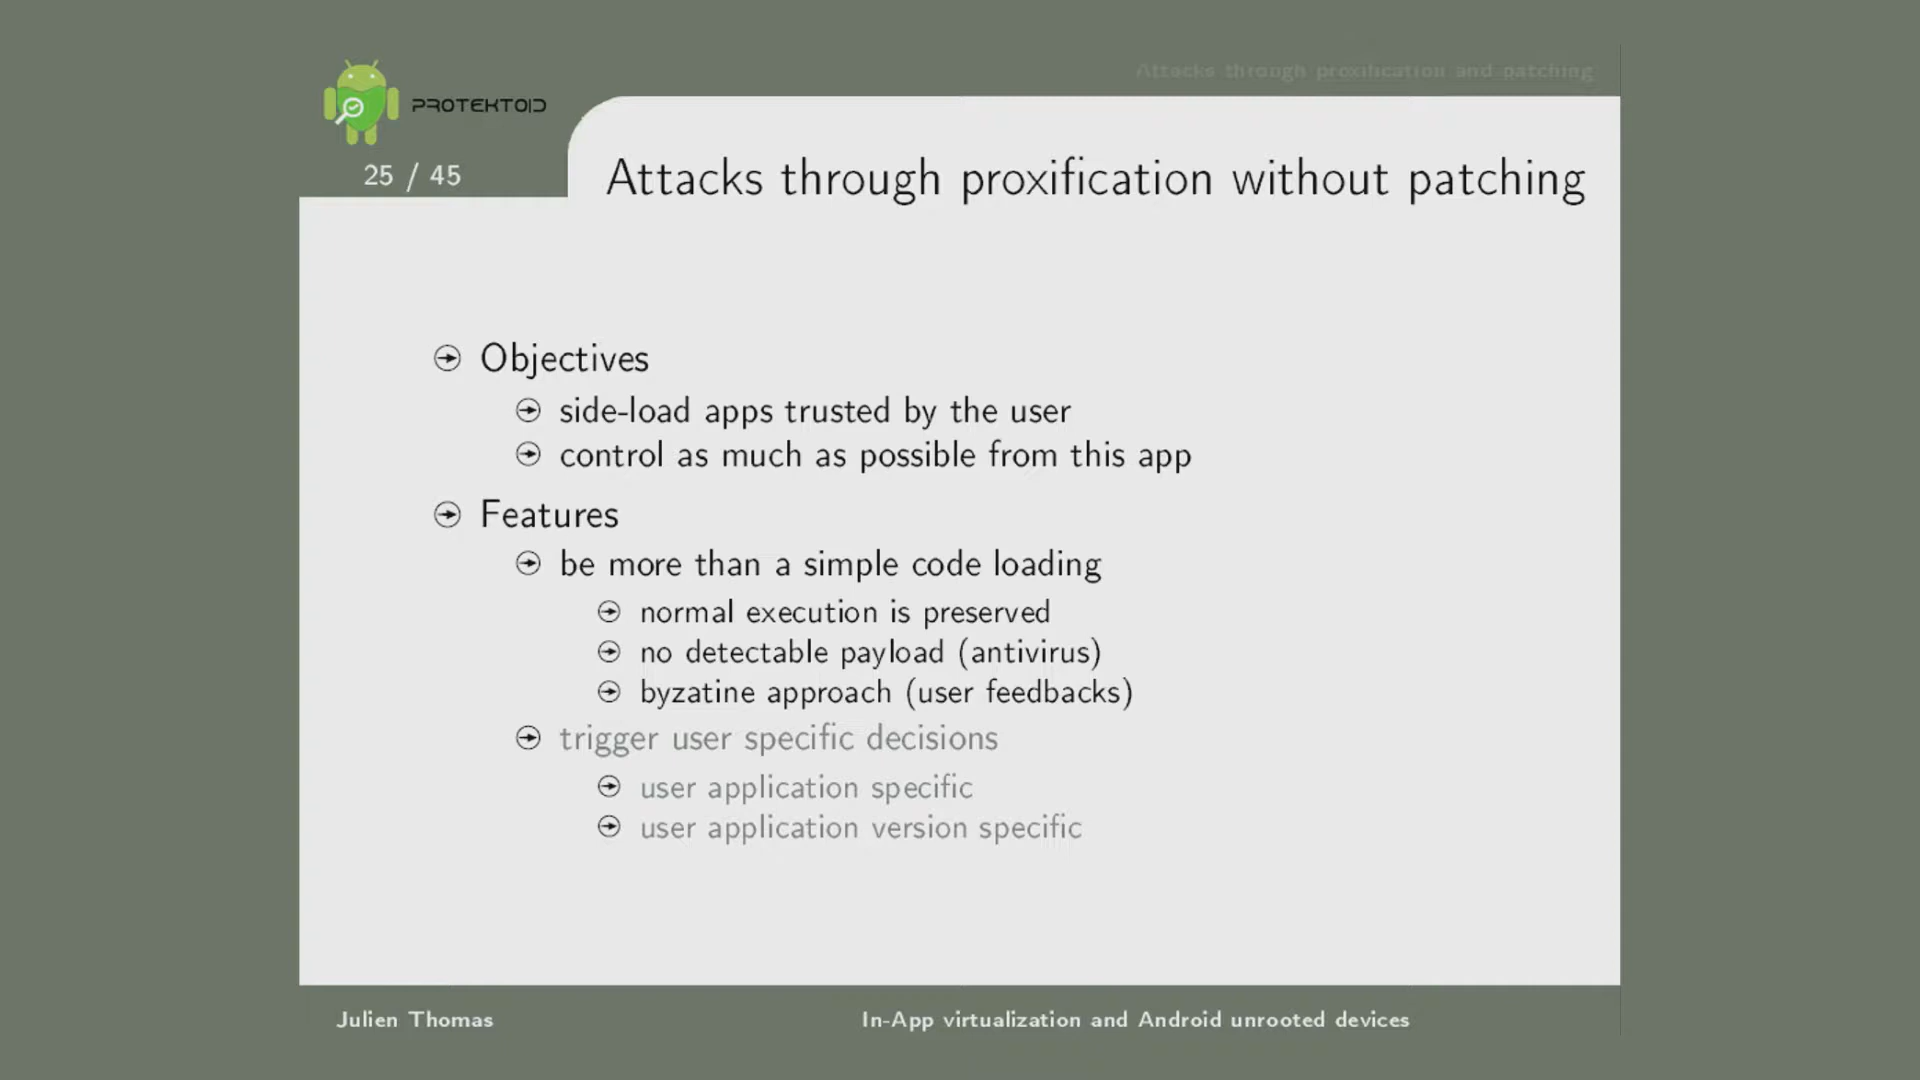 Attacks through proxification and patching
PROTEKTOID
25 / 45
Attacks through proxification without patching
Objectives
side-load apps trusted by the user
control as much as possible from this app
Features
be more than a simple code loading
normal execution is preserved
no detectable payload (antivirus)
byzatine approach (user feedbacks)
trigger user specific decisions
user application specific
user application version specific
Julien Thomas
In-App virtualization and Android unrooted devices